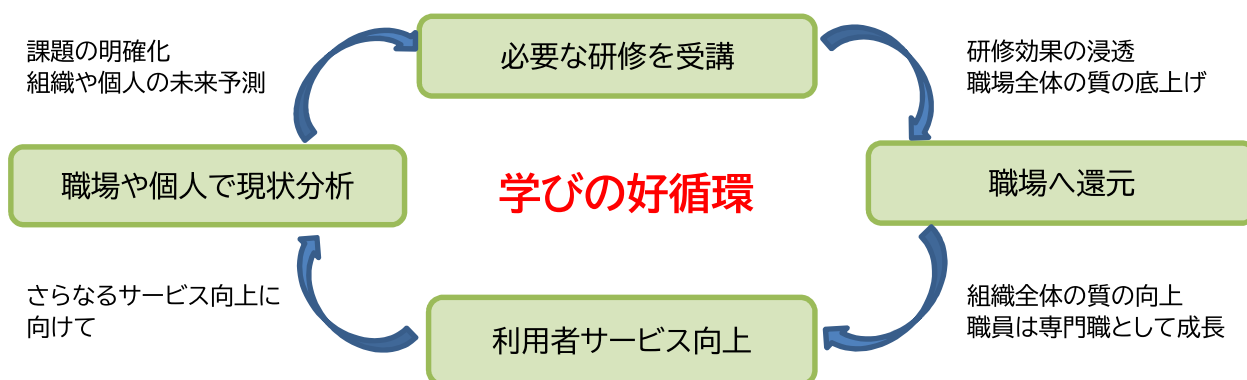 課題の明確化
組織や個人の未来予測
必要な研修を受講
研修効果の浸透
職場全体の質の底上げ
職場や個人で現状分析
学びの好循環
職場へ還元
さらなるサービス向上に
向けて
利用者サービス向上
組織全体の質の向上
職員は専門職として成長